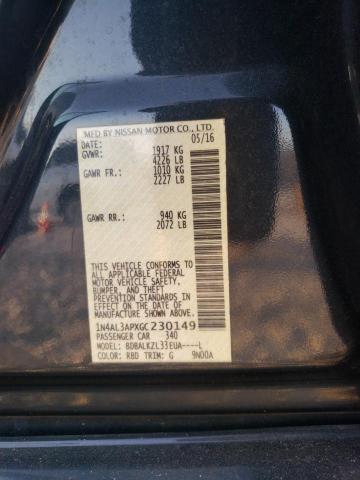 MFD BY NISSAN MOTOR CO., LTD.
DATE: 05/16
GVWR: 1917 KG
4226 LB
GAWR FR: 1010 KG
2227 LB
GAWR RR: 940 KG
2072 LB
THIS VEHICLE CONFORMS TO ALL
APPLICABLE FEDERAL MOTOR
VEHICLE SAFETY,
BUMPER, AND THEFT PREVENTION
STANDARDS IN EFFECT ON THE DATE
OF MANUFACTURE SHOWN ABOVE.
1N4AL3APXGC230149
PASSENGER CAR 340
MODEL: BDBALKZL33EUA----L
COLOR: RBD TRIM: G 9N00A